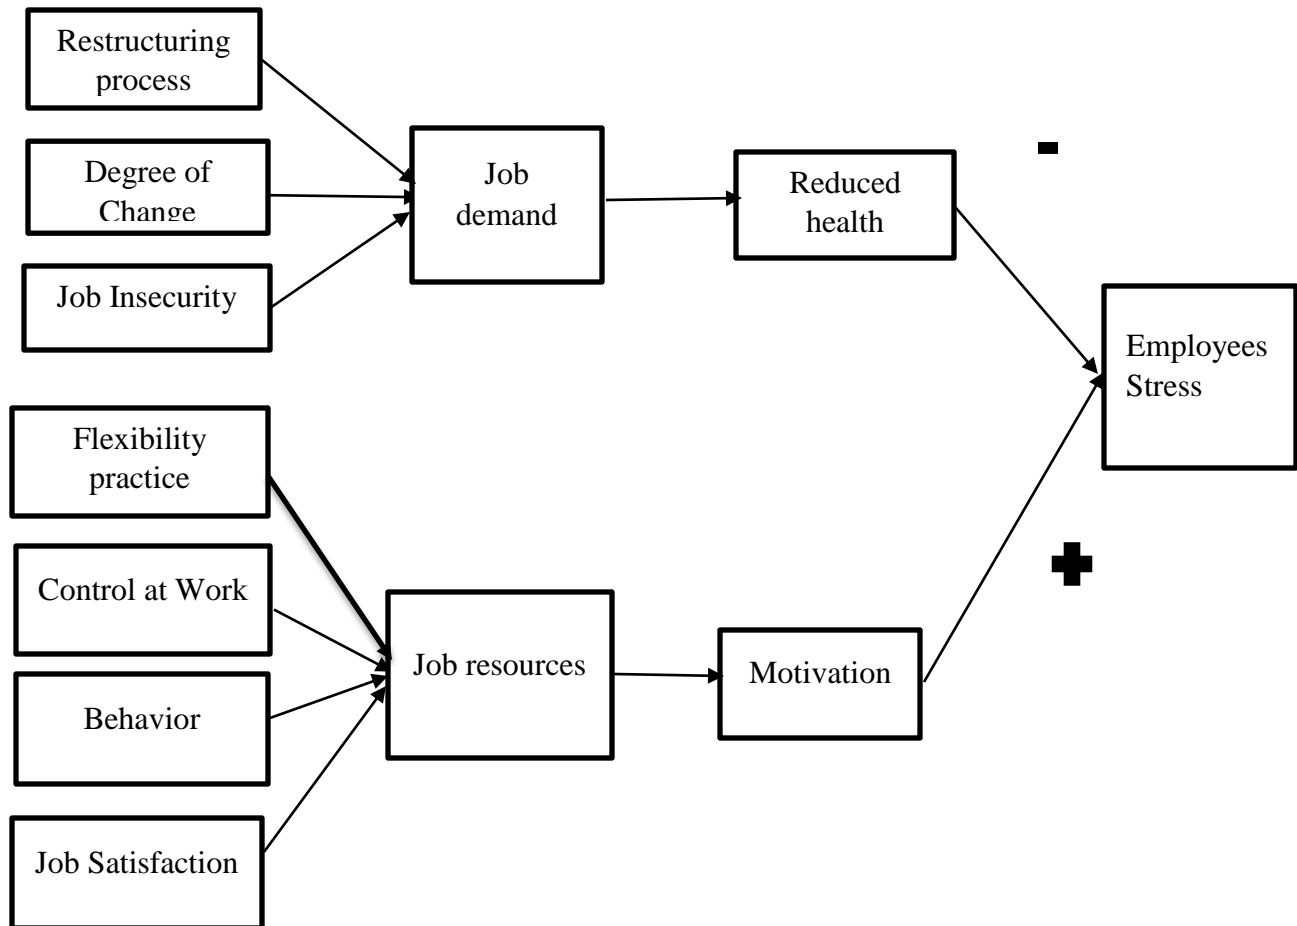 Restructuring
process
Degree of
Change
Job Insecurity
Job
demand
Reduced
health
-
Employees
Stress
Flexibility
practice
Control at Work
Behavior
Job Satisfaction
Job resources
Motivation
+